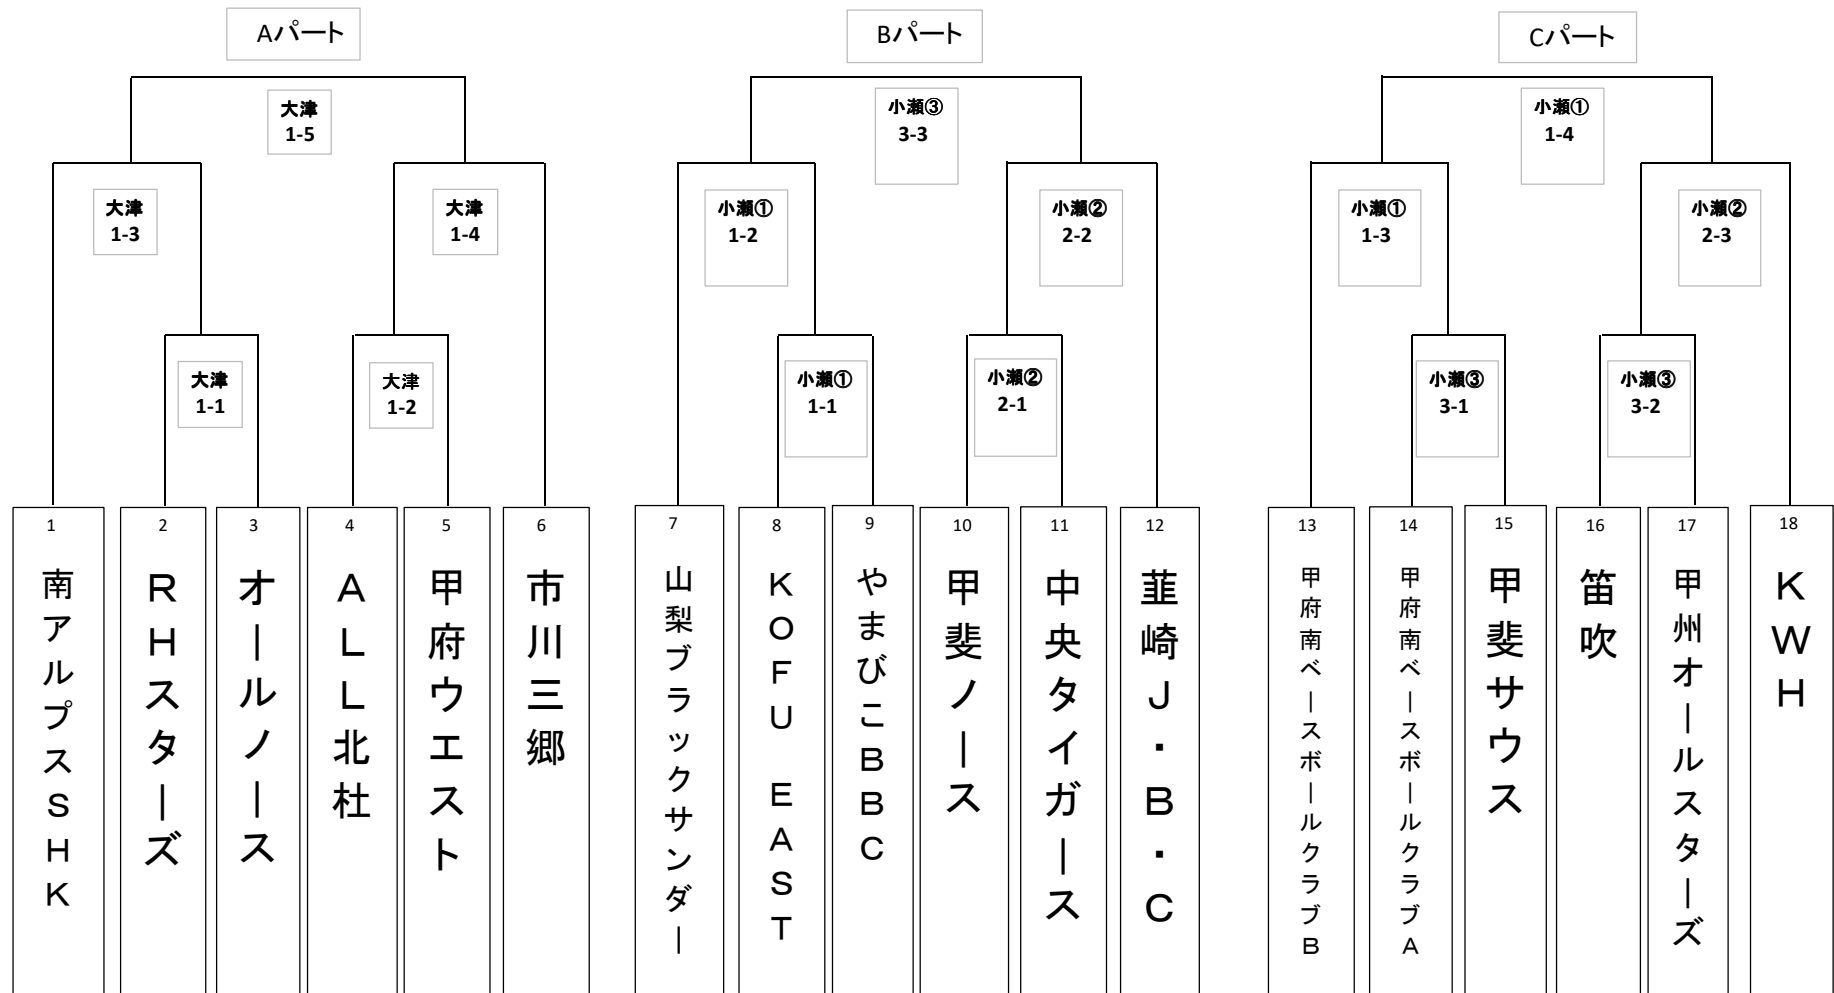 Aパート
Bパート
Cパート
大津
1-5
小瀬③
3-3
小瀬①
1-4
大津
1-3
大津
1-4
小瀬①
1-2
小瀬②
2-2
小瀬①
1-3
小瀬②
2-3
大津
1-1
大津
1-2
小瀬①
1-1
小瀬②
2-1
小瀬③
3-1
小瀬③
3-2
1
南アルプスSHK
2
RHスターズ
3
オールノース
4
ALL北杜
5
甲府ウエスト
6
市川三郷
7
山梨ブラックサンダー
8
KOFU EAST
9
やまびこBBC
10
甲斐ノース
11
中央タイガース
12
韮崎J・B・C
13
甲府南ベースボールクラブB
14
甲府南ベースボールクラブA
15
甲斐サウス
16
笛吹
17
甲州オールスターズ
18
KWH